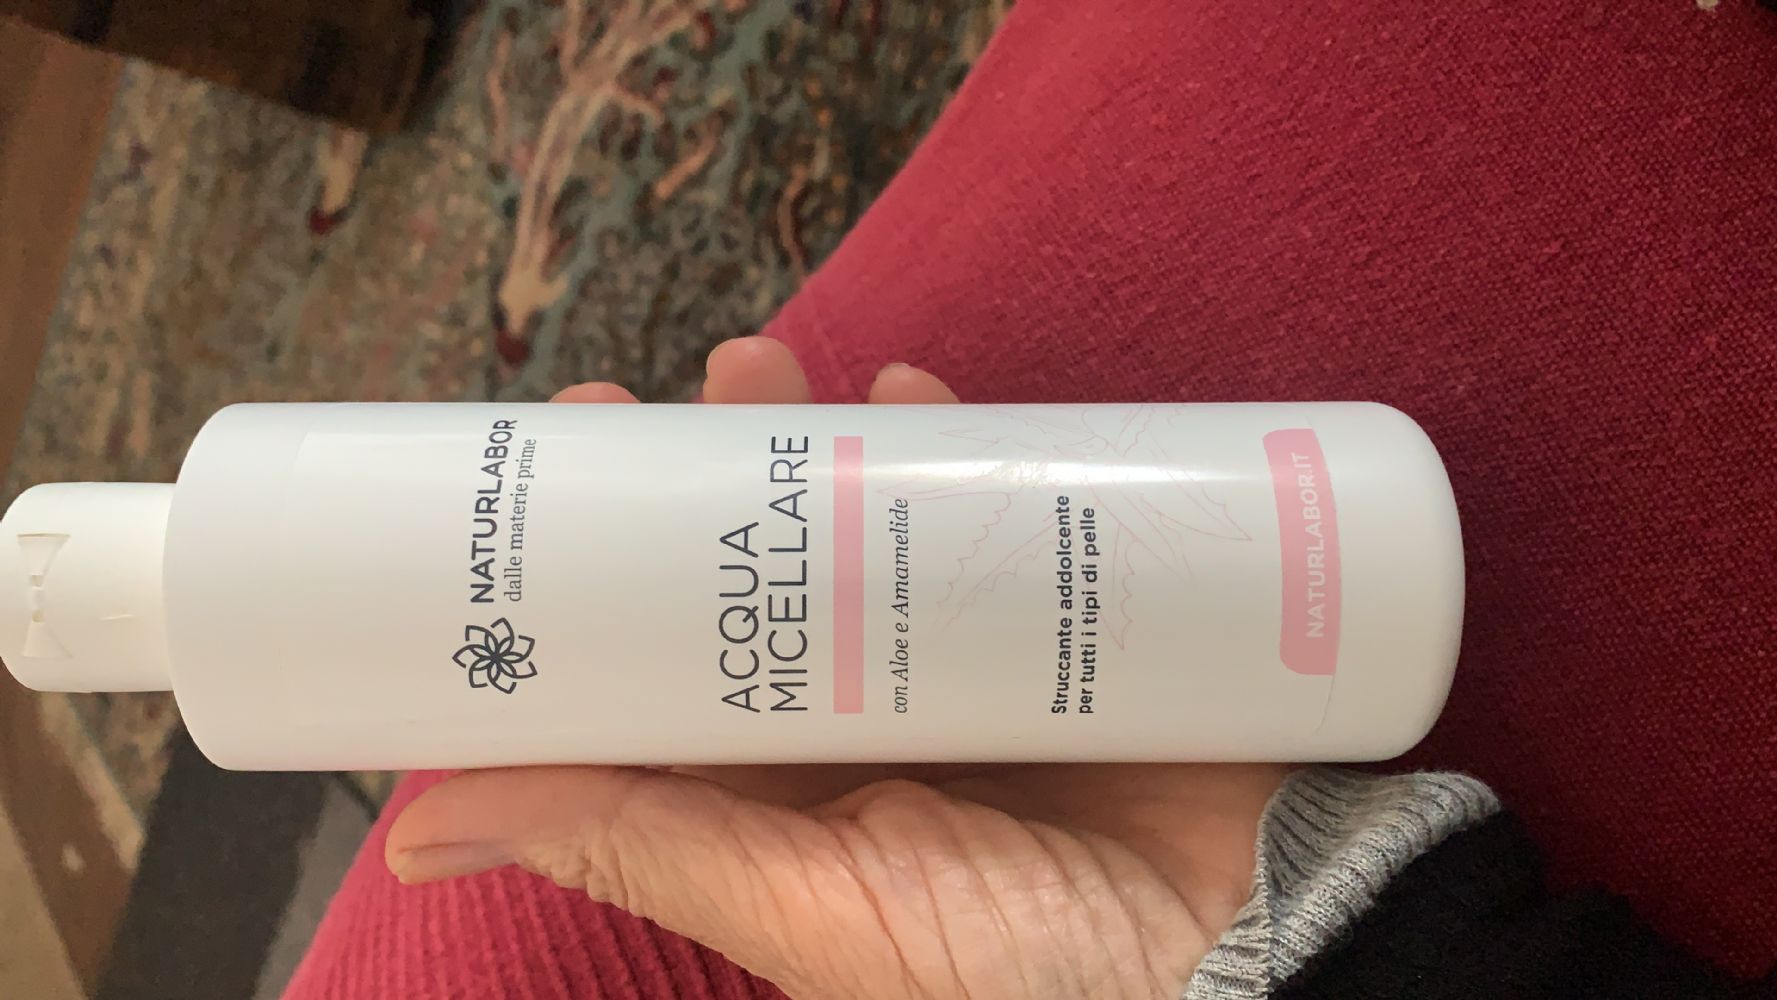 NATURLABOR
dalle materie prime
ACQUA
MICELLARE
con Aloe e Amamelide
Struccante addolcente
per tutti i tipi di pelle
NATURLABOR.IT